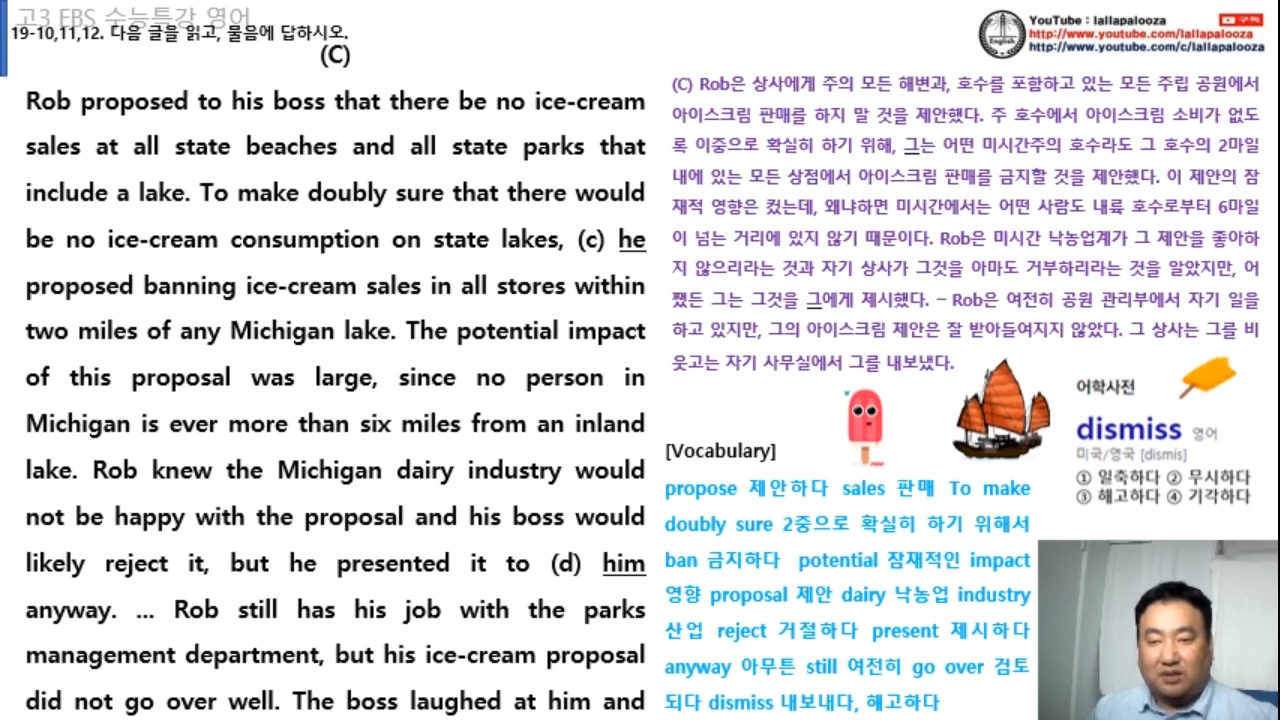 고3 EBS 수능특강 영어
19-10,11,12. 다음 글을 읽고, 물음에 답하시오.
(C)
Rob proposed to his boss that there be no ice-cream
sales at all state beaches and all state parks that
include a lake. To make doubly sure that there would
be no ice-cream consumption on state lakes, (c) he
proposed banning ice-cream sales in all stores within
two miles of any Michigan lake. The potential impact
of this proposal was large, since no person in
Michigan is ever more than six miles from an inland
lake. Rob knew the Michigan dairy industry would
not be happy with the proposal and his boss would
likely reject it, but he presented it to (d) him
anyway. ... Rob still has his job with the parks
management department, but his ice-cream proposal
did not go over well. The boss laughed at him and
YouTube : lallapalooza
구독
http://www.youtube.com/lallapalooza
http://www.youtube.com/c/lallapalooza
English
(C) Rob은 상사에게 주의 모든 해변과, 호수를 포함하고 있는 모든 주립 공원에서
아이스크림 판매를 하지 말 것을 제안했다. 주 호수에서 아이스크림 소비가 없도
록 이중으로 확실히 하기 위해, 그는 어떤 미시간주의 호수라도 그 호수의 2마일
내에 있는 모든 상점에서 아이스크림 판매를 금지할 것을 제안했다. 이 제안의 잠
재적 영향은 컸는데, 왜냐하면 미시간에서는 어떤 사람도 내륙 호수로부터 6마일
이 넘는 거리에 있지 않기 때문이다. Rob은 미시간 낙농업계가 그 제안을 좋아하
지 않으리라는 것과 자기 상사가 그것을 아마도 거부하리라는 것을 알았지만, 어
쨌든 그는 그것을 그에게 제시했다. – Rob은 여전히 공원 관리부에서 자기 일을
하고 있지만, 그의 아이스크림 제안은 잘 받아들여지지 않았다. 그 상사는 그를 비
웃고는 자기 사무실에서 그를 내보냈다.
[Vocabulary]
propose 제안하다 sales 판매 To make
doubly sure 2중으로 확실히 하기 위해서
ban 금지하다 potential 잠재적인 impact
영향 proposal 제안 dairy 낙농업 industry
산업 reject 거절하다 present 제시하다
anyway 아무튼 still 여전히 go over 검토
되다 dismiss 내보내다, 해고하다
어학사전
dismiss 영어
미국/영국 [dismís]
① 일축하다 ② 무시하다
③ 해고하다 ④ 기각하다